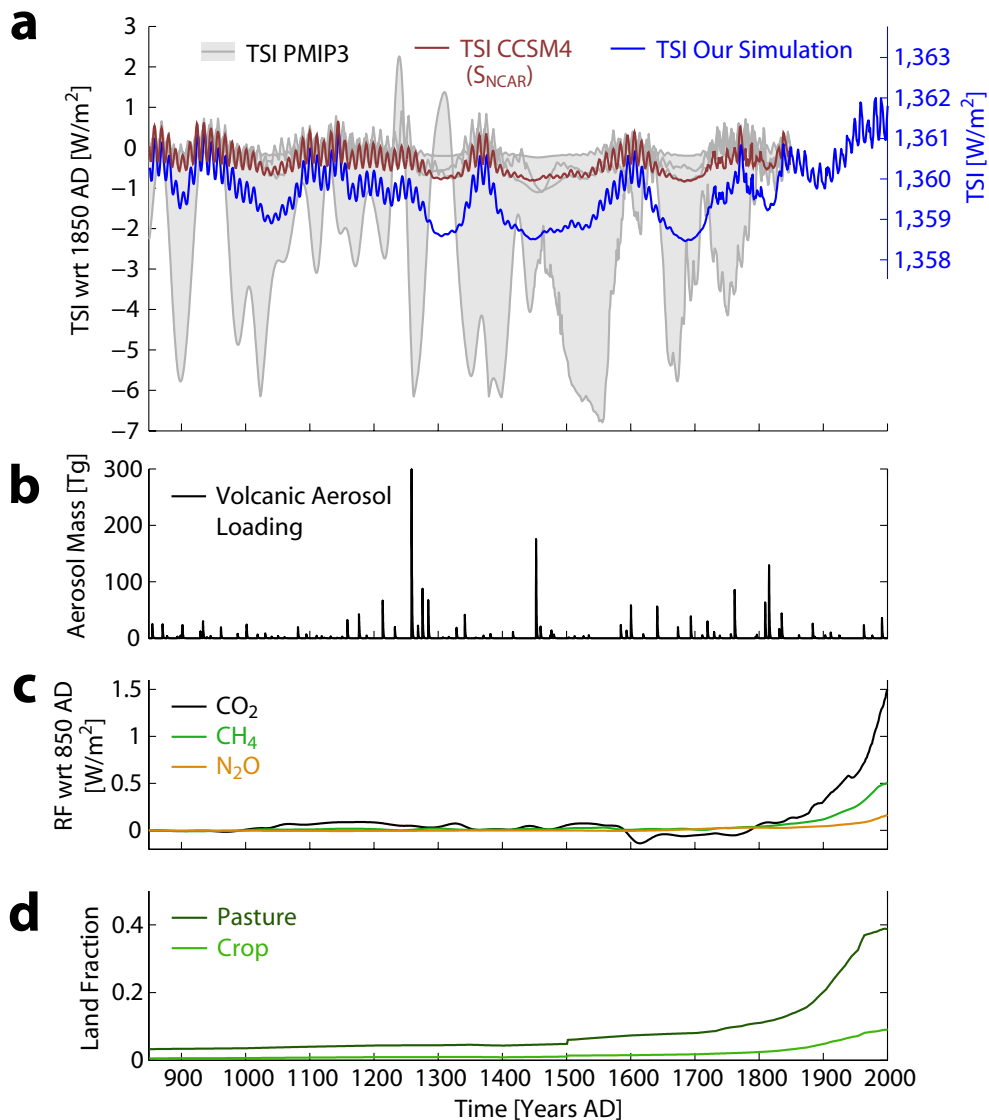 a
TSI PMIP3
TSI CCSM4
(S_NCAR)
TSI Our Simulation
TSI wrt 1850 AD [W/m²]
3
2
1
0
−1
−2
−3
−4
−5
−6
−7
TSI [W/m²]
1,363
1,362
1,361
1,360
1,359
1,358
b
Volcanic Aerosol
Loading
Aerosol Mass [Tg]
300
200
100
0
c
CO₂
CH₄
N₂O
RF wrt 850 AD
[W/m²]
1.5
1
0.5
0
d
Pasture
Crop
Land Fraction
0.4
0.2
0
900 1000 1100 1200 1300 1400 1500 1600 1700 1800 1900 2000
Time [Years AD]